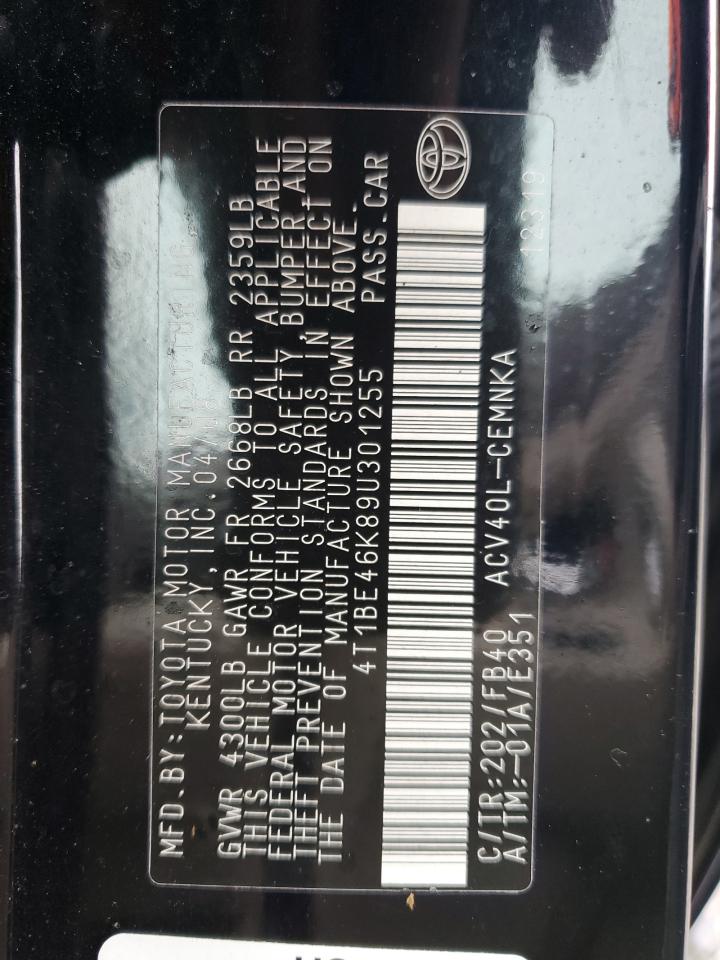 MFD.BY:TOYOTA MOTOR MANUFACTURING
KENTUCKY,INC.
GVWR 4300LB GAWR FR 2668LB RR 2359LB
THIS VEHICLE CONFORMS TO ALL APPLICABLE
FEDERAL MOTOR VEHICLE SAFETY, BUMPER,AND
THEFT PREVENTION STANDARDS IN EFFECT ON
THE DATE OF MANUFACTURE SHOWN ABOVE.
4T1BE46K89U301255 PASS.CAR
C/TR:202/FB40 ACV40L-CEMNKA
A/TM:-01A/E351 12319